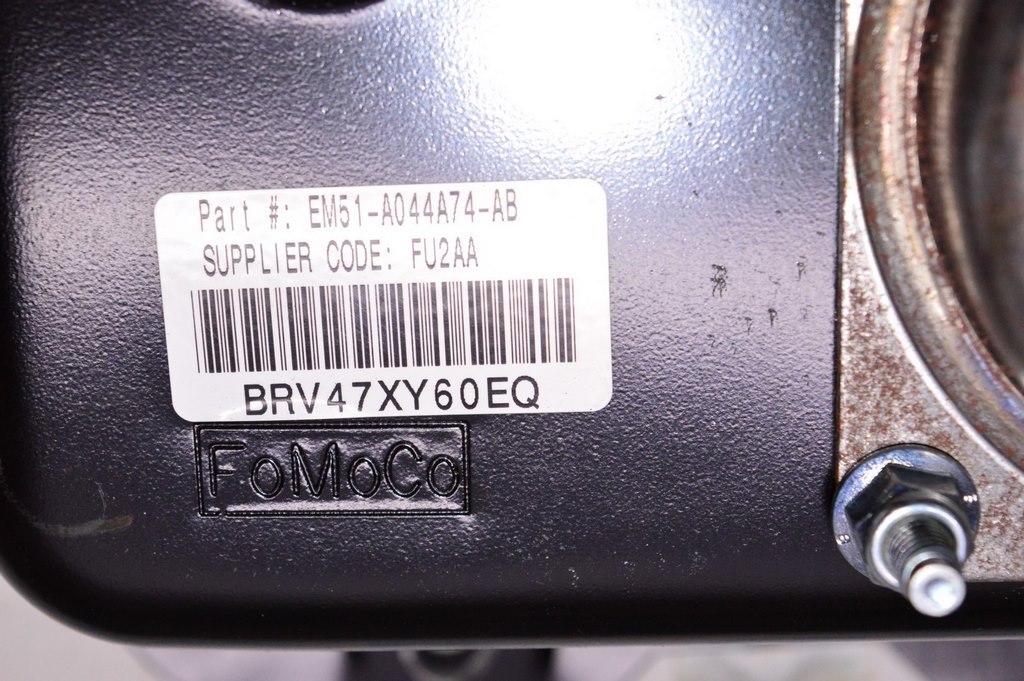 Part #: EM51-A044A74-AB
SUPPLIER CODE: FU2AA
BRV47XY60EQ
FoMoCo